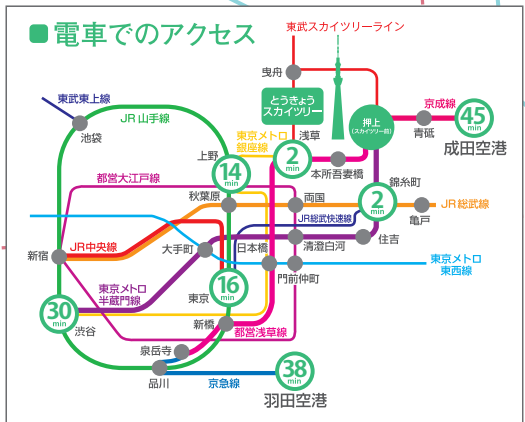 電車でのアクセス
東武スカイツリーライン
曳舟
東武東上線
とうきょう
スカイツリー
JR山手線
池袋
京成線
45
min
押上
(スカイツリー前)
青砥
成田空港
東京メトロ
銀座線
浅草
2
min
本所吾妻橋
上野
14
min
都営大江戸線
錦糸町
2
min
秋葉原
両国
JR総武線
亀戸
JR総武快速線
住吉
清澄白河
JR中央線
大手町
日本橋
新宿
東京メトロ
東西線
門前仲町
東京メトロ
半蔵門線
東京
16
min
30
min
渋谷
新橋
都営浅草線
泉岳寺
品川
京急線
38
min
羽田空港